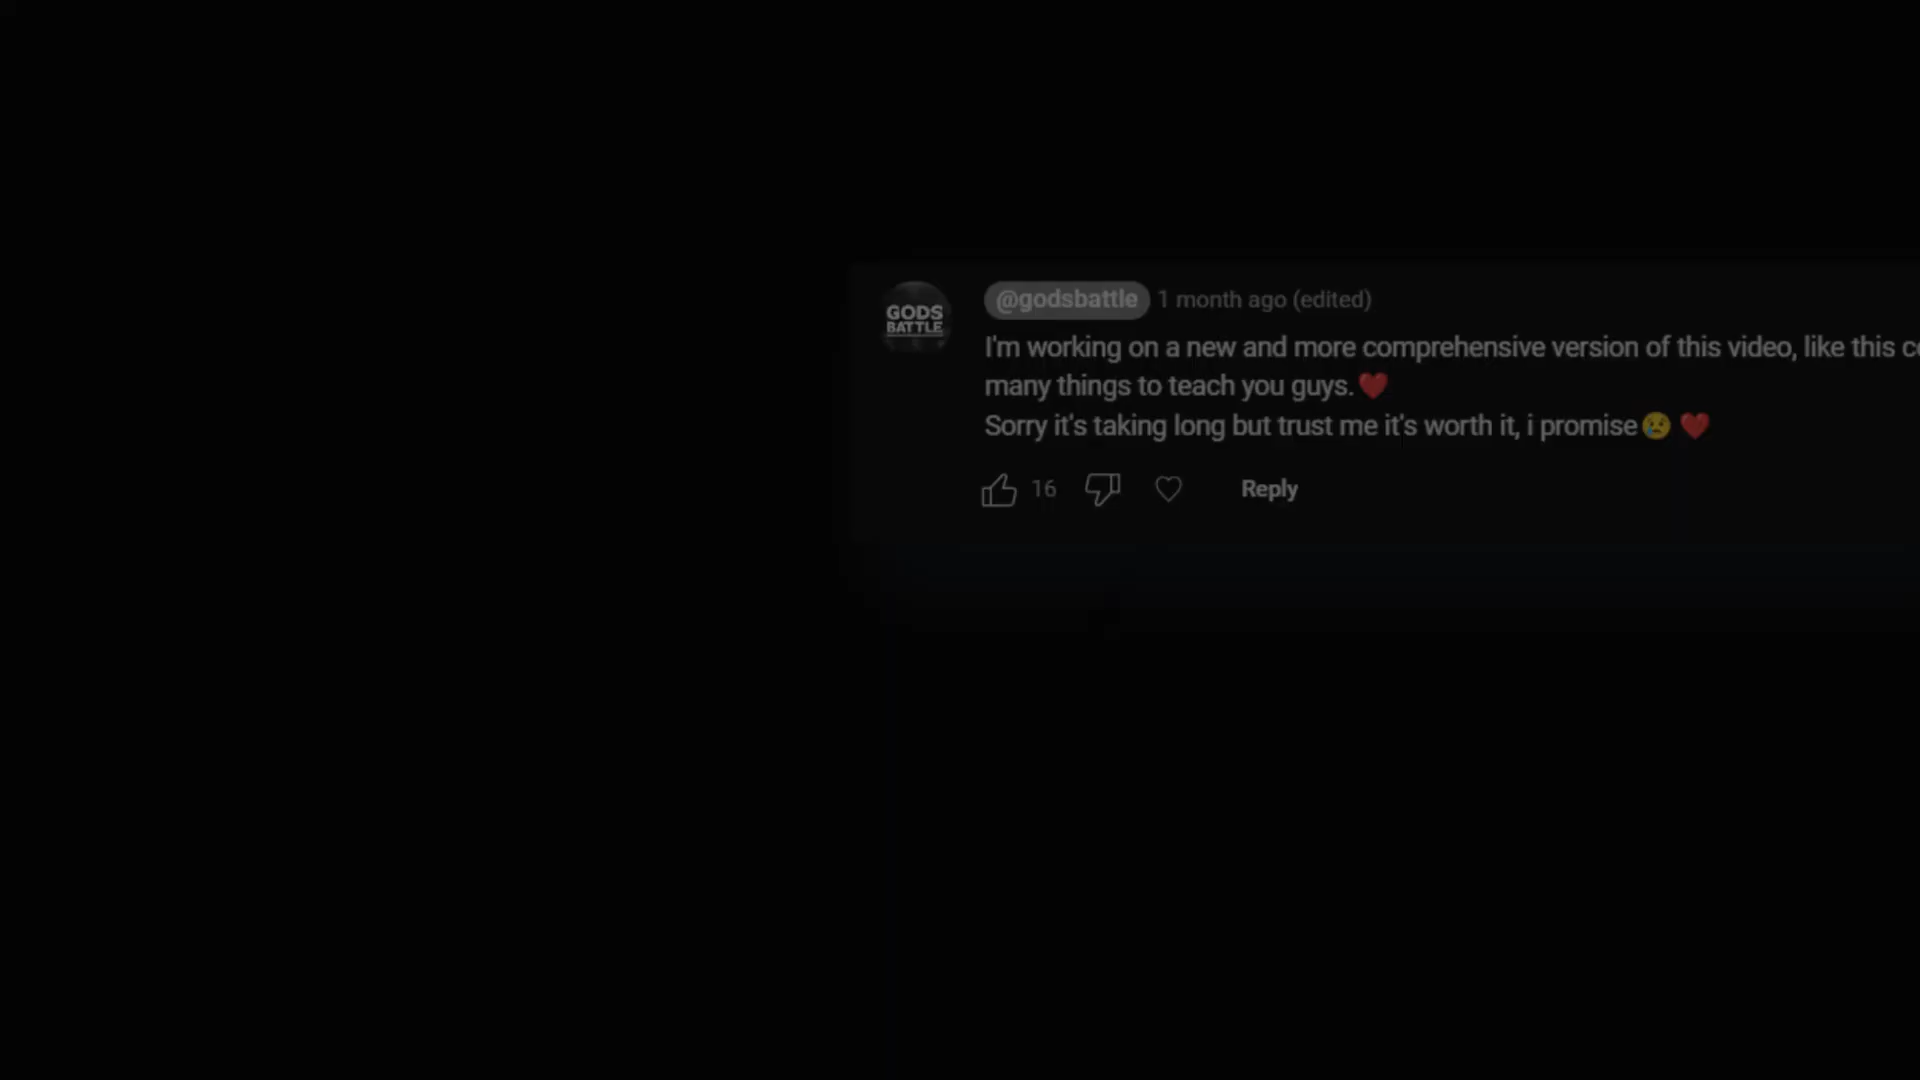 GODS
BATTLE
@godsbattle 1 month ago (edited)
I'm working on a new and more comprehensive version of this video, like this
many things to teach you guys.❤️
Sorry it's taking long but trust me it's worth it, i promise😢 ❤️
16 Reply